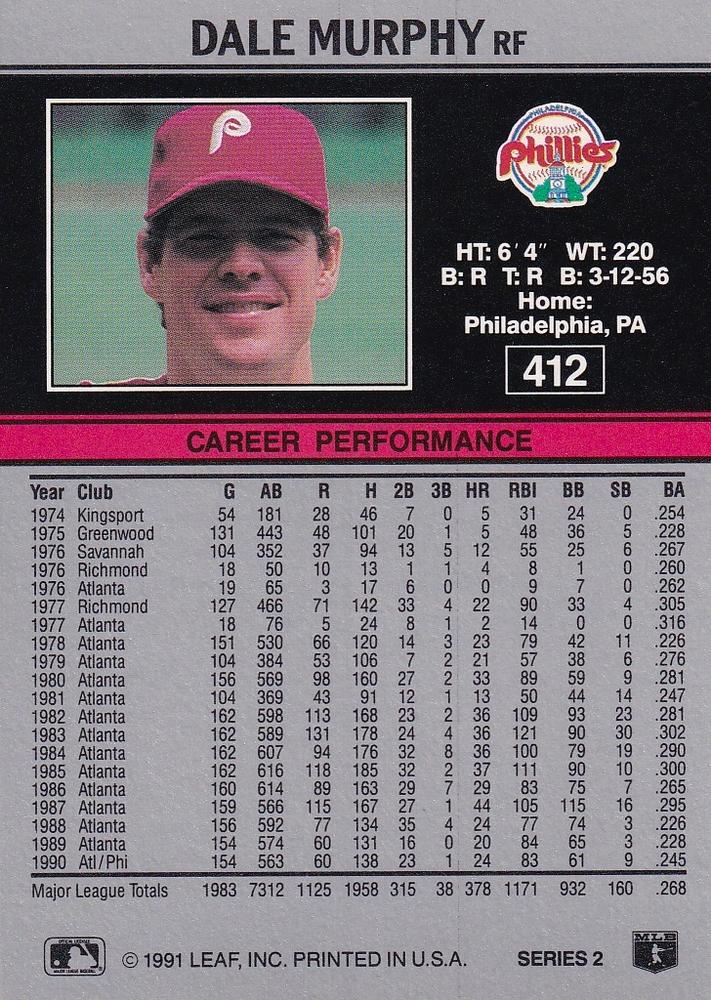 DALE MURPHY RF
P
PHILADELPHIA
Phillies
HT: 6' 4" WT: 220
B: R T: R B: 3-12-56
Home:
Philadelphia, PA
412
CAREER PERFORMANCE
Year Club G AB R H 2B 3B HR RBI BB SB BA
1974 Kingsport 54 181 28 46 7 0 5 31 24 0 .254
1975 Greenwood 131 443 48 101 20 1 5 48 36 5 .228
1976 Savannah 104 352 37 94 13 5 12 55 25 6 .267
1976 Richmond 18 50 10 13 1 1 4 8 1 0 .260
1976 Atlanta 19 65 3 17 6 0 0 9 7 0 .262
1977 Richmond 127 466 71 142 33 4 22 90 33 4 .305
1977 Atlanta 18 76 5 24 8 1 2 14 0 0 .316
1978 Atlanta 151 530 66 120 14 3 23 79 42 11 .226
1979 Atlanta 104 384 53 106 7 2 21 57 38 6 .276
1980 Atlanta 156 569 98 160 27 2 33 89 59 9 .281
1981 Atlanta 104 369 43 91 12 1 13 50 44 14 .247
1982 Atlanta 162 598 113 168 23 2 36 109 93 23 .281
1983 Atlanta 162 589 131 178 24 4 36 121 90 30 .302
1984 Atlanta 162 607 94 176 32 8 36 100 79 19 .290
1985 Atlanta 162 616 118 185 32 2 37 111 90 10 .300
1986 Atlanta 160 614 89 163 29 7 29 83 75 7 .265
1987 Atlanta 159 566 115 167 27 1 44 105 115 16 .295
1988 Atlanta 156 592 77 134 35 4 24 77 74 3 .226
1989 Atlanta 154 574 60 131 16 0 20 84 65 3 .228
1990 Atl/Phi 154 563 60 138 23 1 24 83 61 9 .245
Major League Totals 1983 7312 1125 1958 315 38 378 1171 932 160 .268
© 1991 LEAF, INC. PRINTED IN U.S.A. SERIES 2
MLB